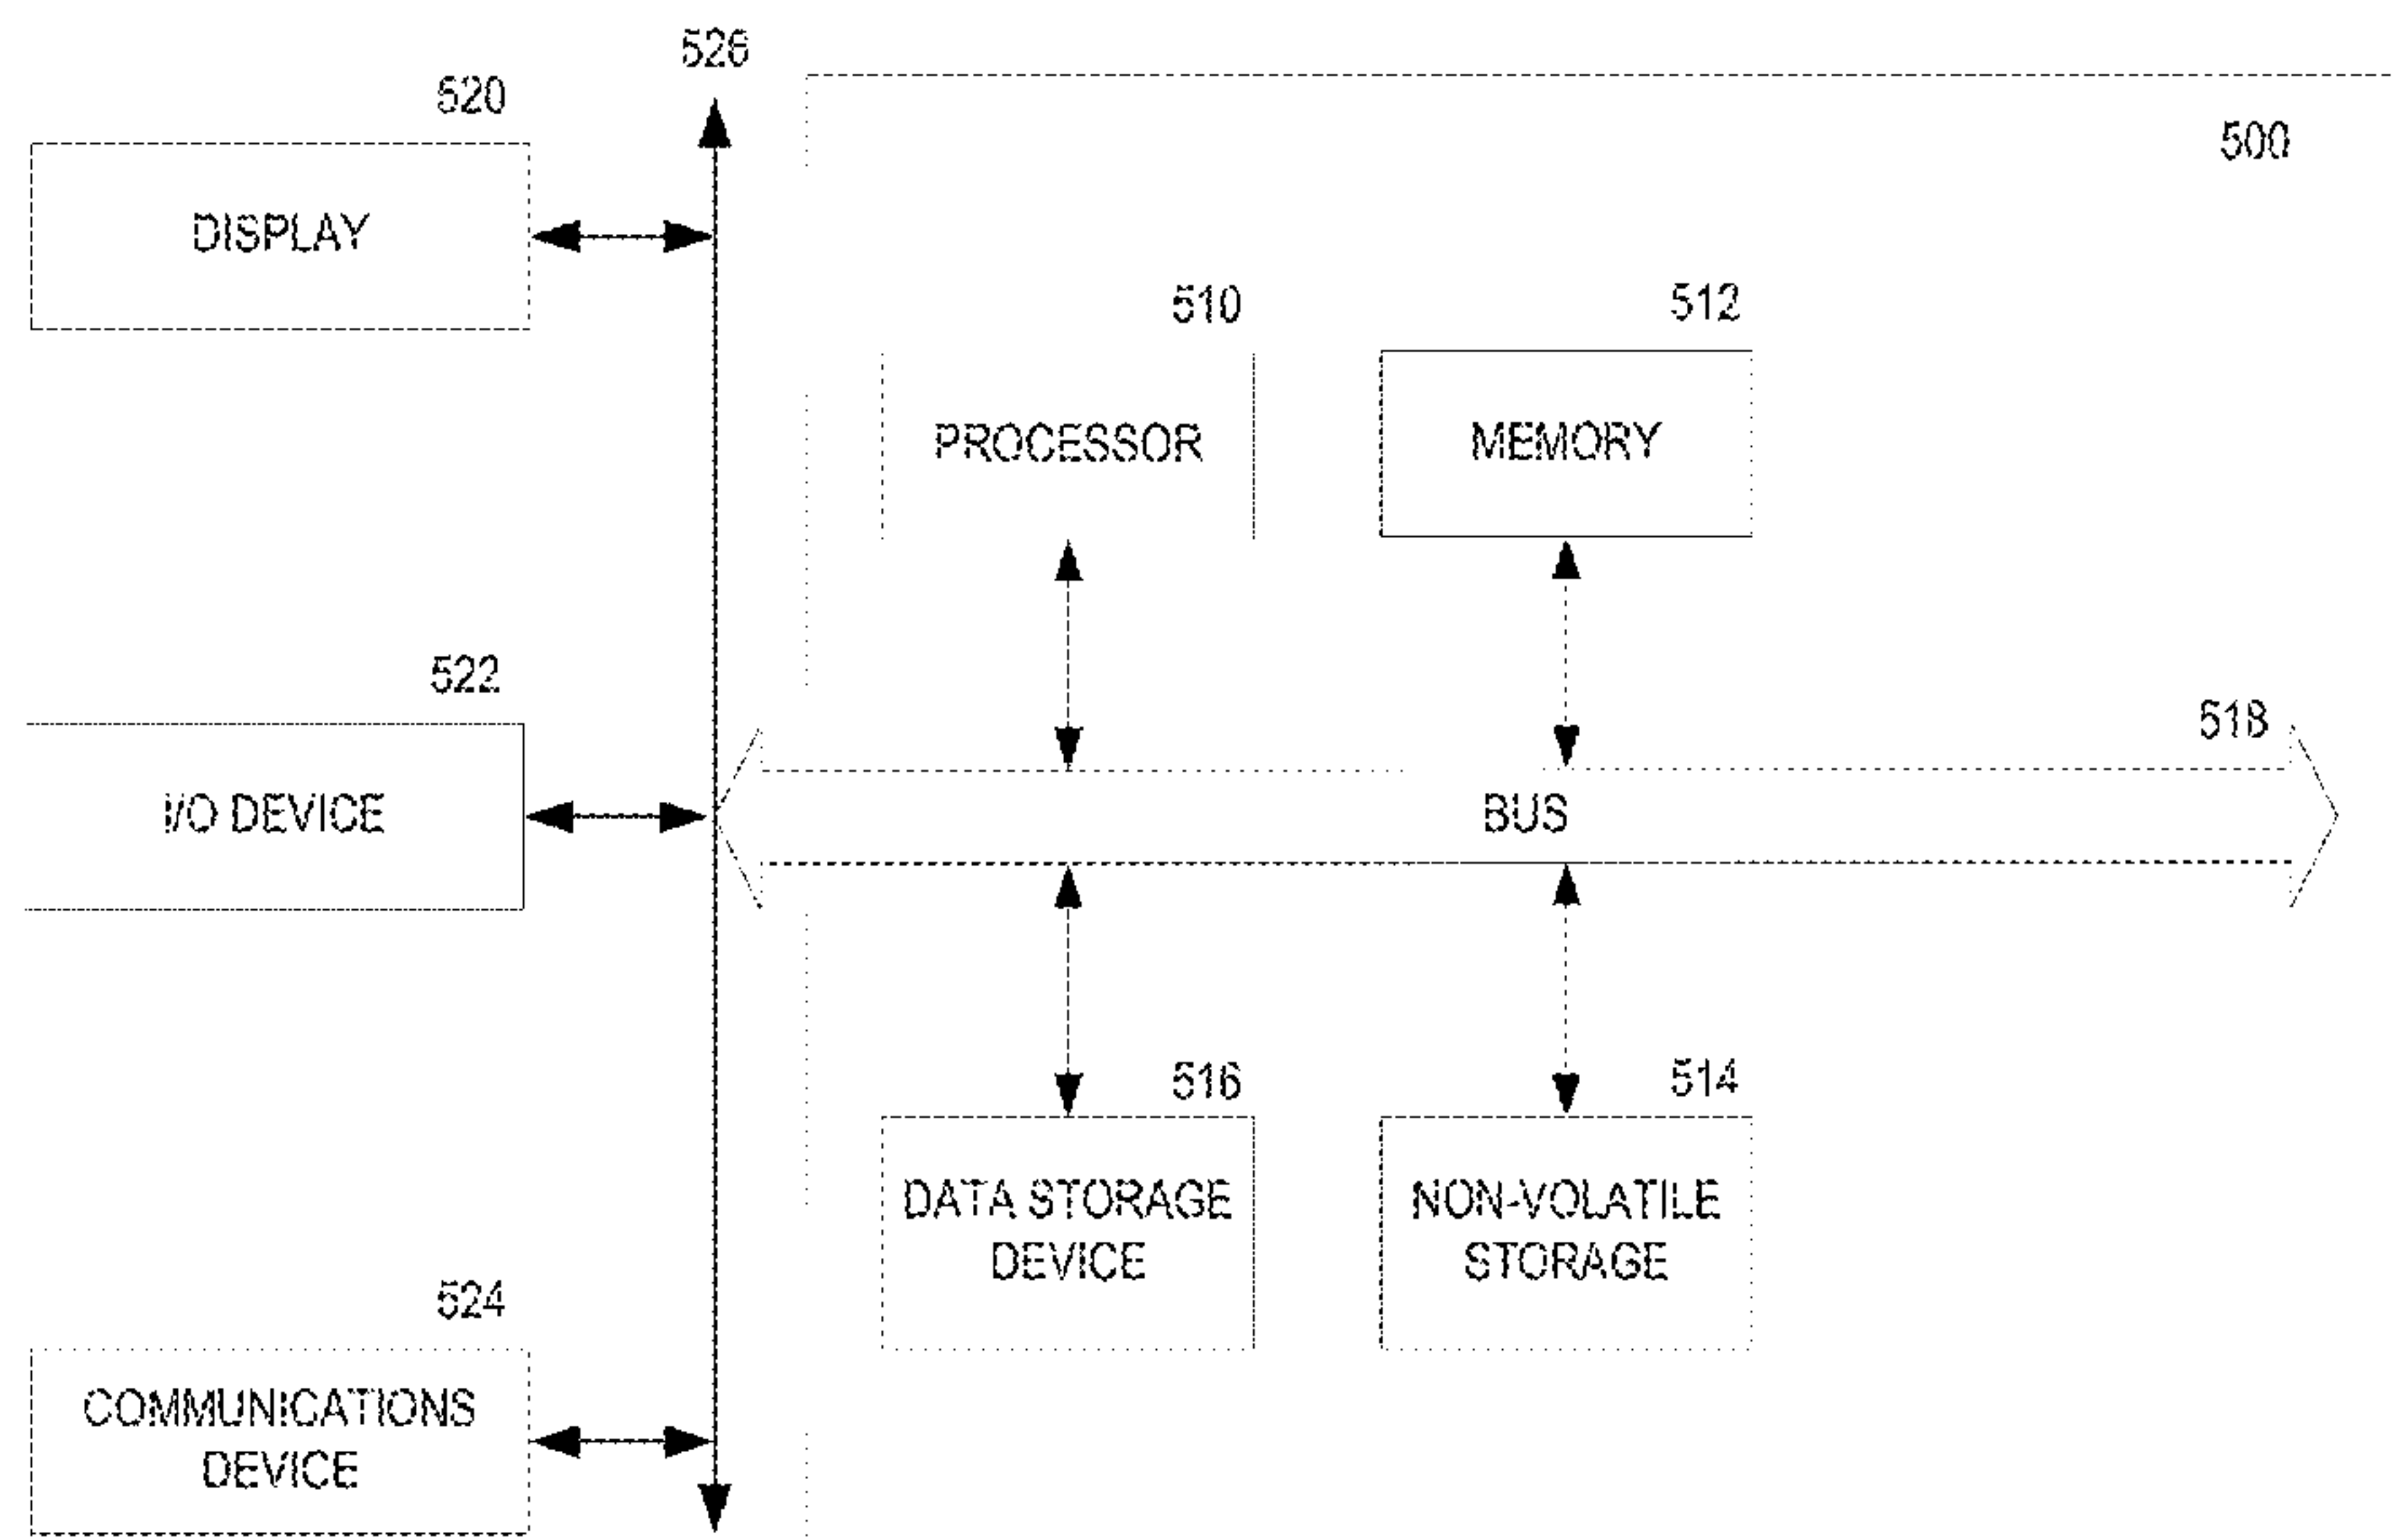 526
520
500
DISPLAY
510
512
PROCESSOR
MEMORY
522
518
I/O DEVICE
BUS
516
514
DATA STORAGE
DEVICE
NON-VOLATILE
STORAGE
524
COMMUNICATIONS
DEVICE